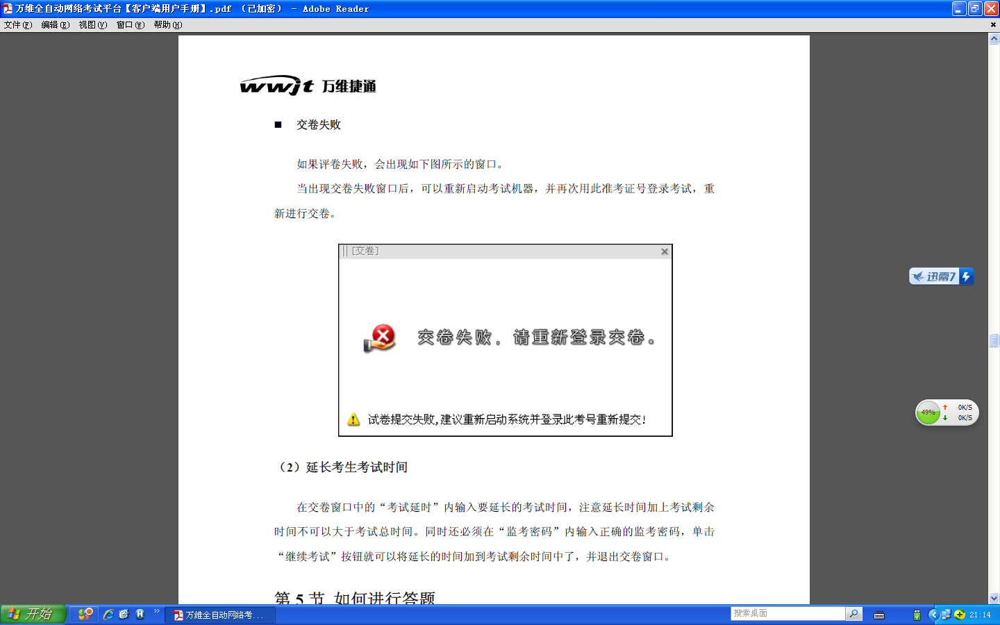 万维全自动网络考试平台【客户端用户手册】.pdf （已加密） - Adobe Reader
文件(F) 编辑(E) 视图(V) 窗口(W) 帮助(H)
wwjt 万维捷通
■ 交卷失败
如果评卷失败，会出现如下图所示的窗口。
当出现交卷失败窗口后，可以重新启动考试机器，并再次用此准考证号登录考试，重
新进行交卷。
[交卷]
交卷失败，请重新登录交卷。
试卷提交失败,建议重新启动系统并登录此考号重新提交!
迅雷7
49% 0K/S
0K/S
（2）延长考生考试时间
在交卷窗口中的“考试延时”内输入要延长的考试时间，注意延长时间加上考试剩余
时间不可以大于考试总时间。同时还必须在“监考密码”内输入正确的监考密码，单击
“继续考试”按钮就可以将延长的时间加到考试剩余时间中了，并退出交卷窗口。
第 5 节 如何进行答题
开始 万维全自动网络考... 搜索桌面 21:14